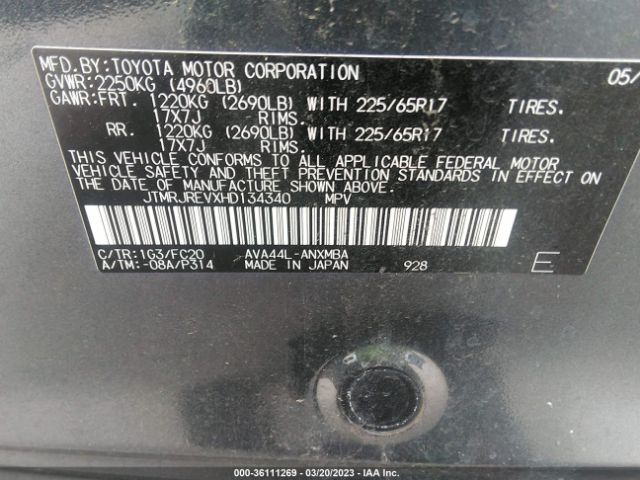 MFD. BY: TOYOTA MOTOR CORPORATION 05/
GVWR: 2250KG (4960LB)
GAWR: FRT. 1220KG (2690LB) WITH 225/65R17 TIRES.
17X7J RIMS.
RR. 1220KG (2690LB) WITH 225/65R17 TIRES.
17X7J RIMS.
THIS VEHICLE CONFORMS TO ALL APPLICABLE FEDERAL MOTOR
VEHICLE SAFETY AND THEFT PREVENTION STANDARDS IN EFFECT ON
THE DATE OF MANUFACTURE SHOWN ABOVE.
JTMRJREVXHD134340 MPV
C/TR: 1G3/FC20 AVA44L-ANXMBA
A/TM: -08A/P314 MADE IN JAPAN 928 E
000-36111269 - 03/20/2023 - IAA Inc.